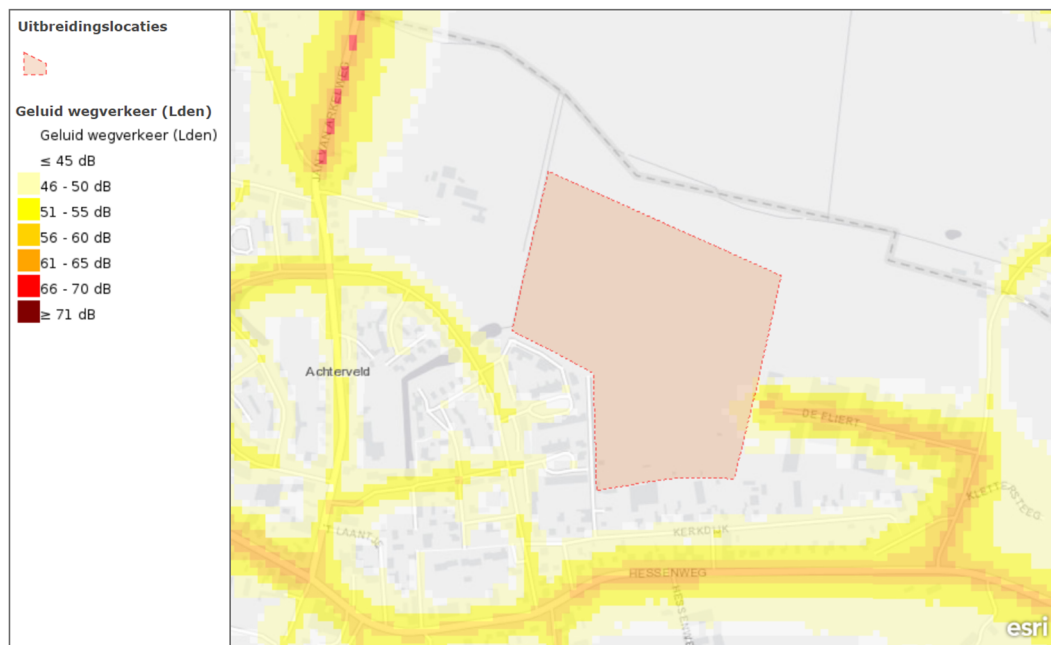 Uitbreidingslocaties
Geluid wegverkeer (Lden)
Geluid wegverkeer (Lden)
≤ 45 dB
46 - 50 dB
51 - 55 dB
56 - 60 dB
61 - 65 dB
66 - 70 dB
≥ 71 dB
Achterveld
DE FLIERT
KLETTERSTEEG
'T LAANTJE
KERKDIJK
HESSENWEG
esri